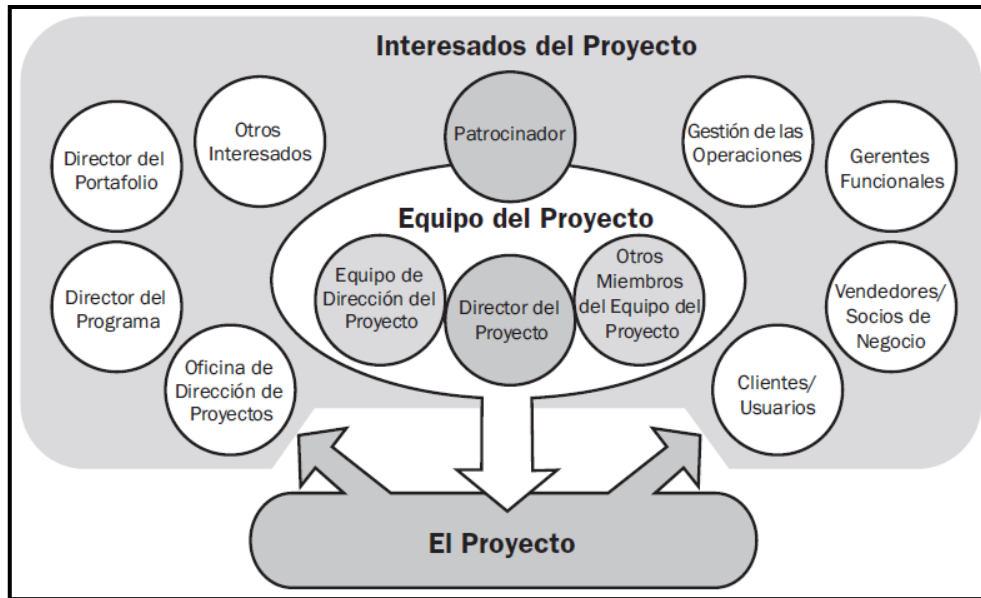 Interesados del Proyecto
Director del
Portafolio
Otros
Interesados
Patrocinador
Gestión de las
Operaciones
Gerentes
Funcionales
Equipo del Proyecto
Director del
Programa
Equipo de
Dirección del
Proyecto
Director del
Proyecto
Otros
Miembros
del Equipo del
Proyecto
Vendedores/
Socios de
Negocio
Oficina de
Dirección de
Proyectos
Clientes/
Usuarios
El Proyecto